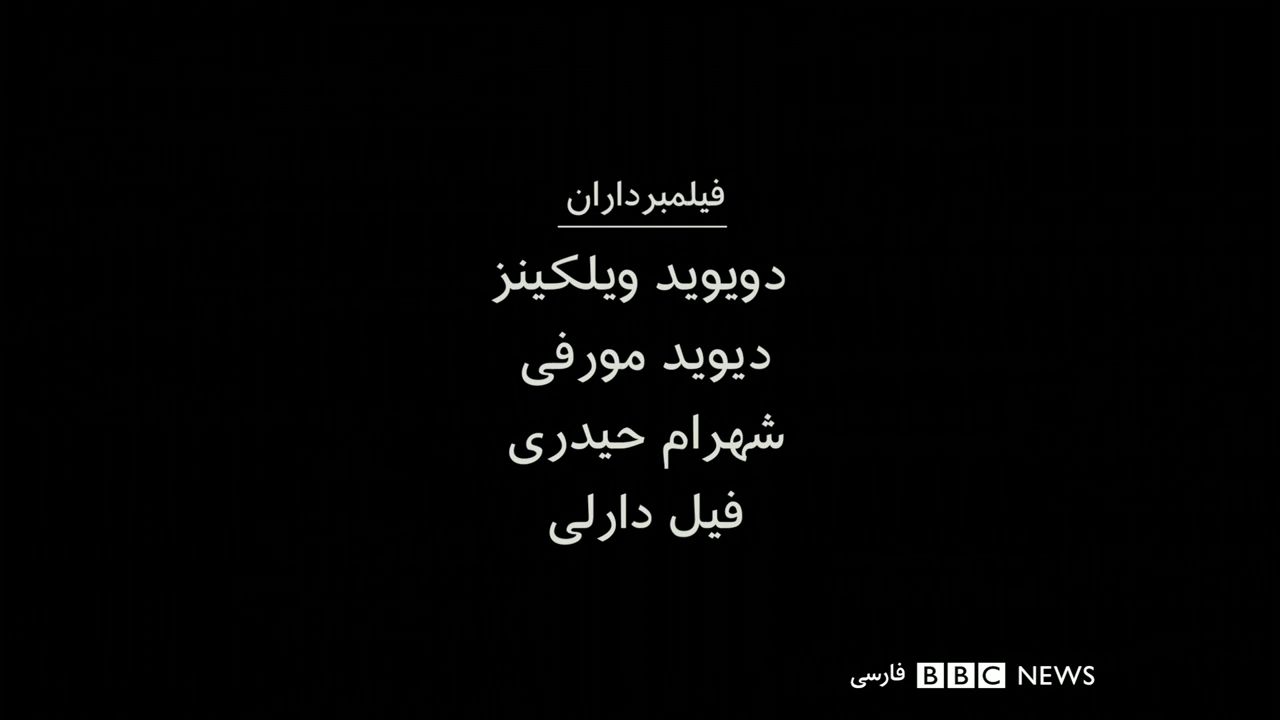 فیلمبرداران
دویوید ویلکینز
دیوید مورفی
شهرام حیدری
فیل دارلی
BBC NEWS فارسی